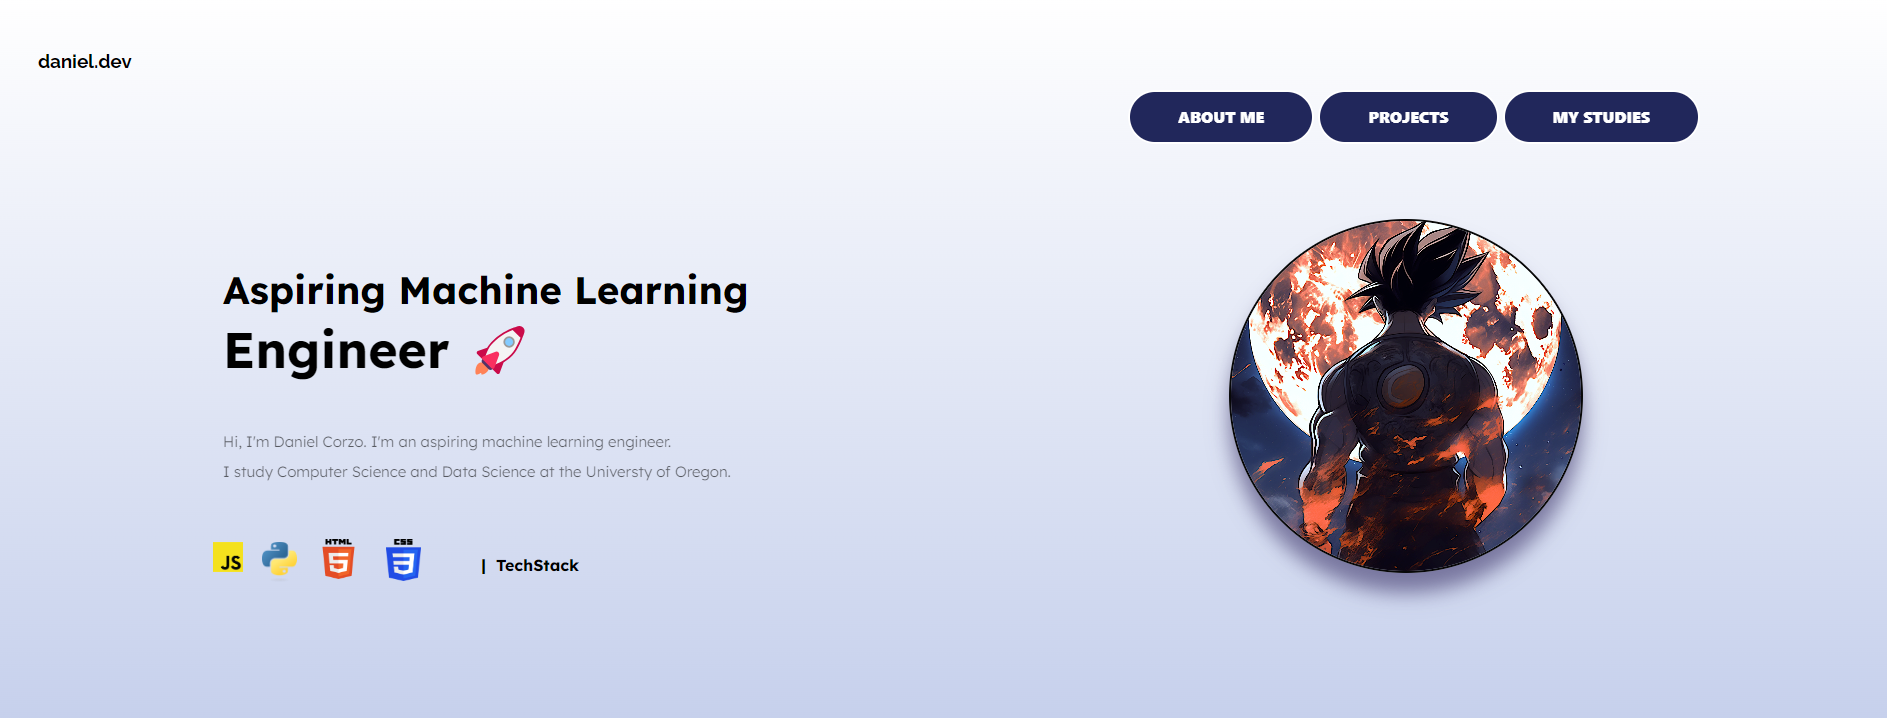 daniel.dev
ABOUT ME PROJECTS MY STUDIES
Aspiring Machine Learning
Engineer 🚀
Hi, I'm Daniel Corzo. I'm an aspiring machine learning engineer.
I study Computer Science and Data Science at the Universty of Oregon.
JS HTML 5 CSS 3 | TechStack